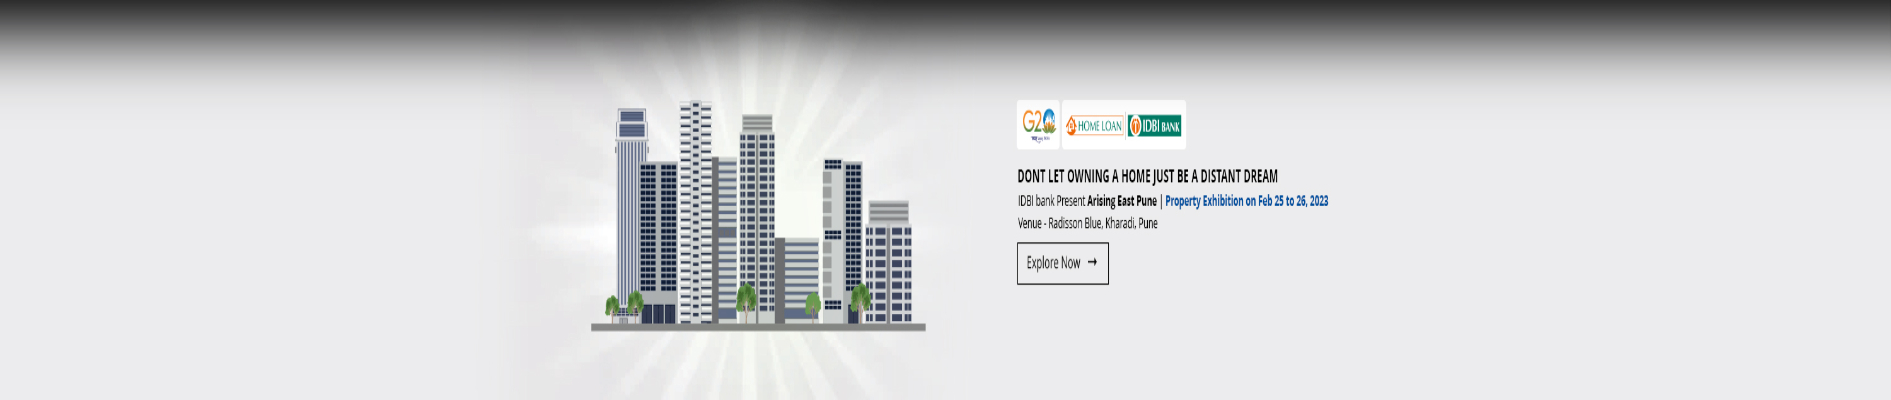 G20
HOME LOAN IDBI BANK
DONT LET OWNING A HOME JUST BE A DISTANT DREAM
IDBI bank Present Arising East Pune | Property Exhibition on Feb 25 to 26, 2023
Venue - Radisson Blue, Kharadi, Pune
Explore Now →